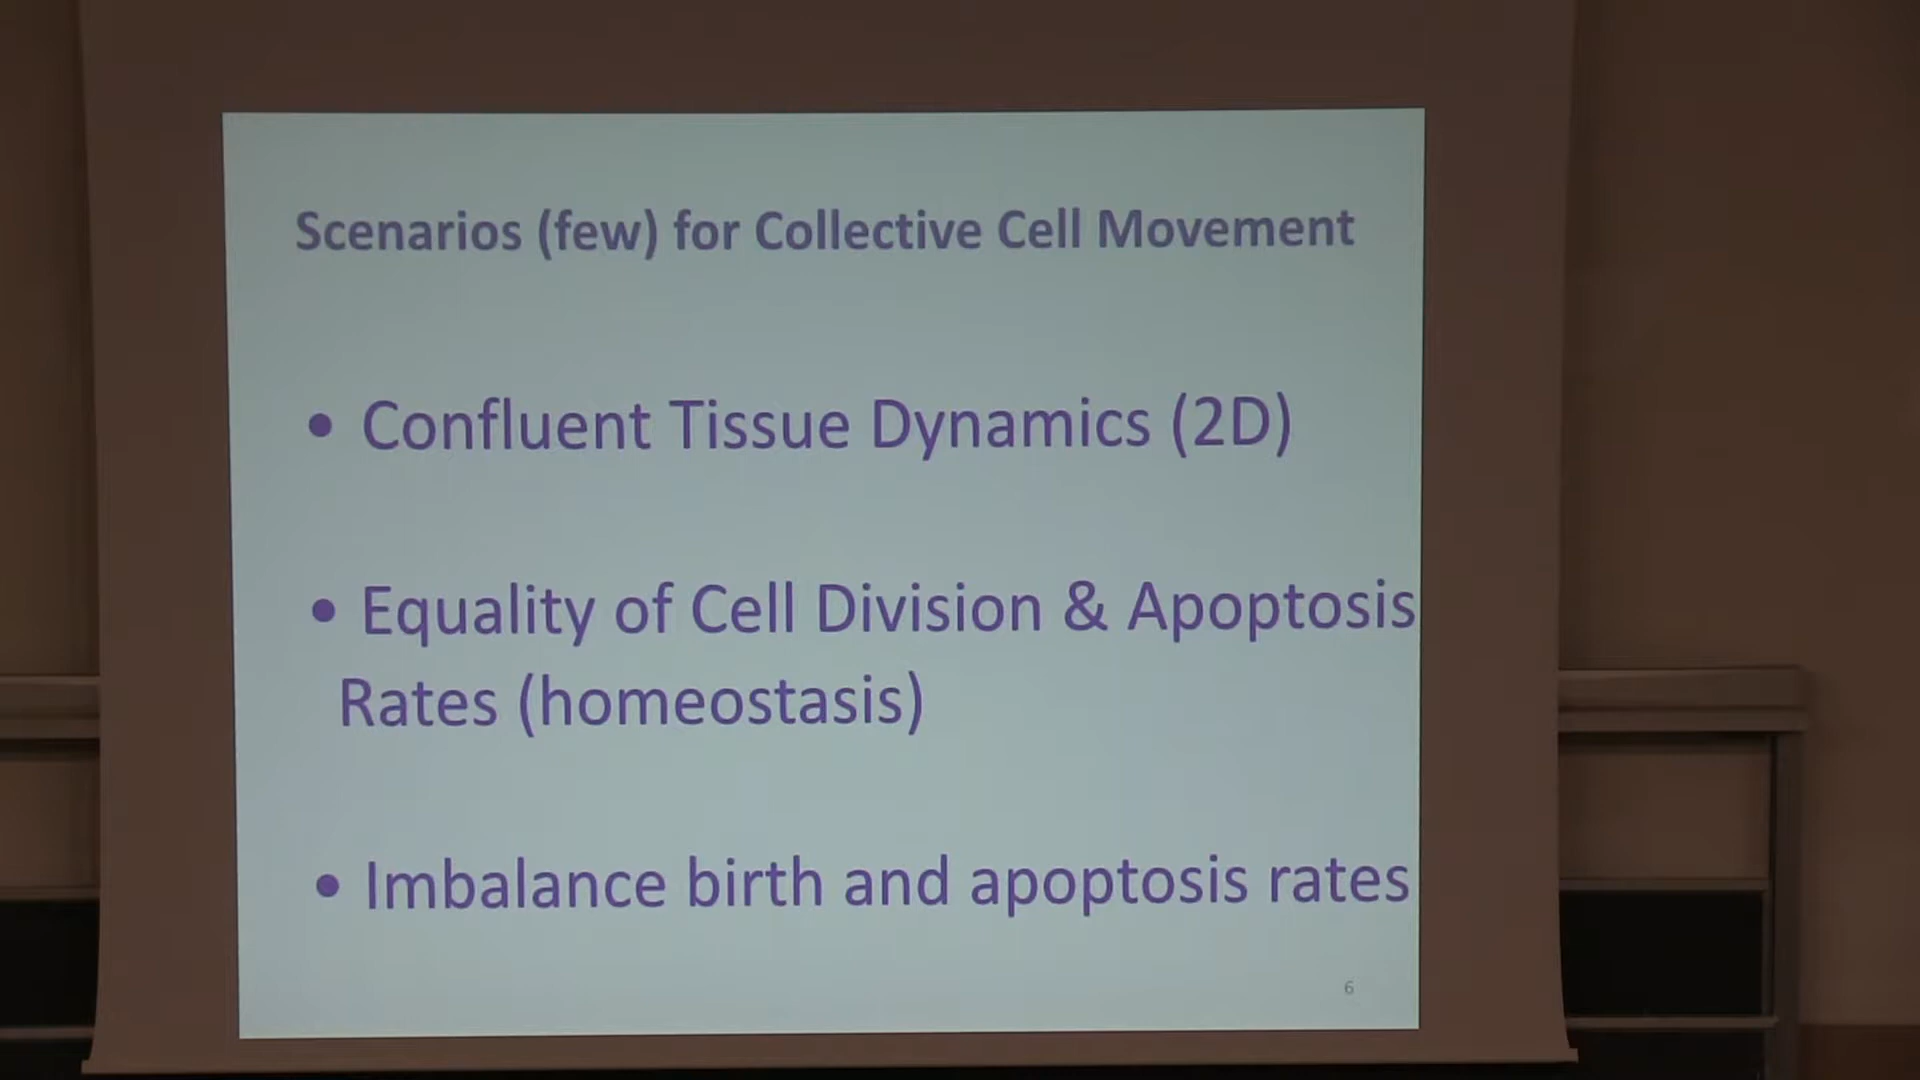 Scenarios (few) for Collective Cell Movement
• Confluent Tissue Dynamics (2D)
• Equality of Cell Division & Apoptosis
Rates (homeostasis)
• Imbalance birth and apoptosis rates
6